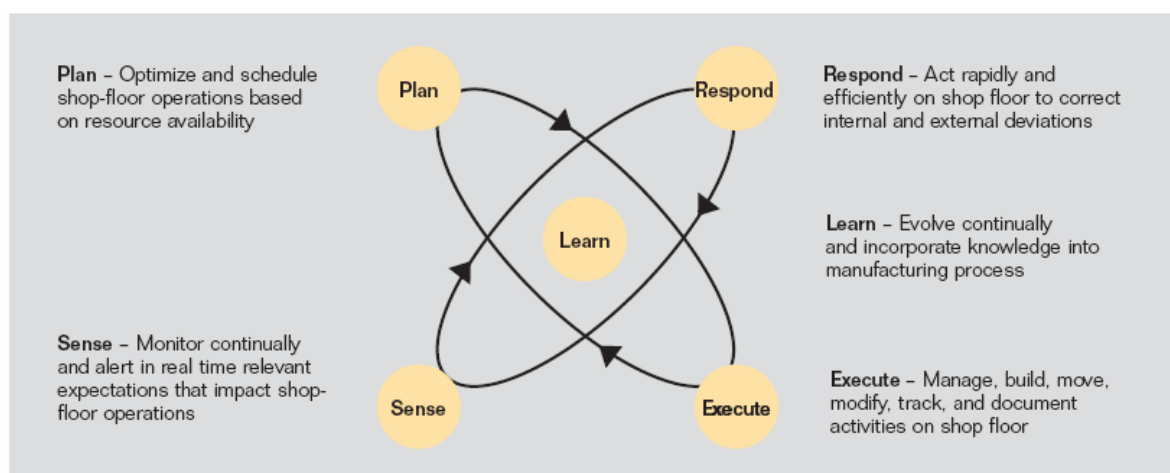 Plan – Optimize and schedule
shop-floor operations based
on resource availability
Plan
Respond
Respond – Act rapidly and
efficiently on shop floor to correct
internal and external deviations
Learn
Learn – Evolve continually
and incorporate knowledge into
manufacturing process
Sense – Monitor continually
and alert in real time relevant
expectations that impact shop-
floor operations
Sense
Execute
Execute – Manage, build, move,
modify, track, and document
activities on shop floor